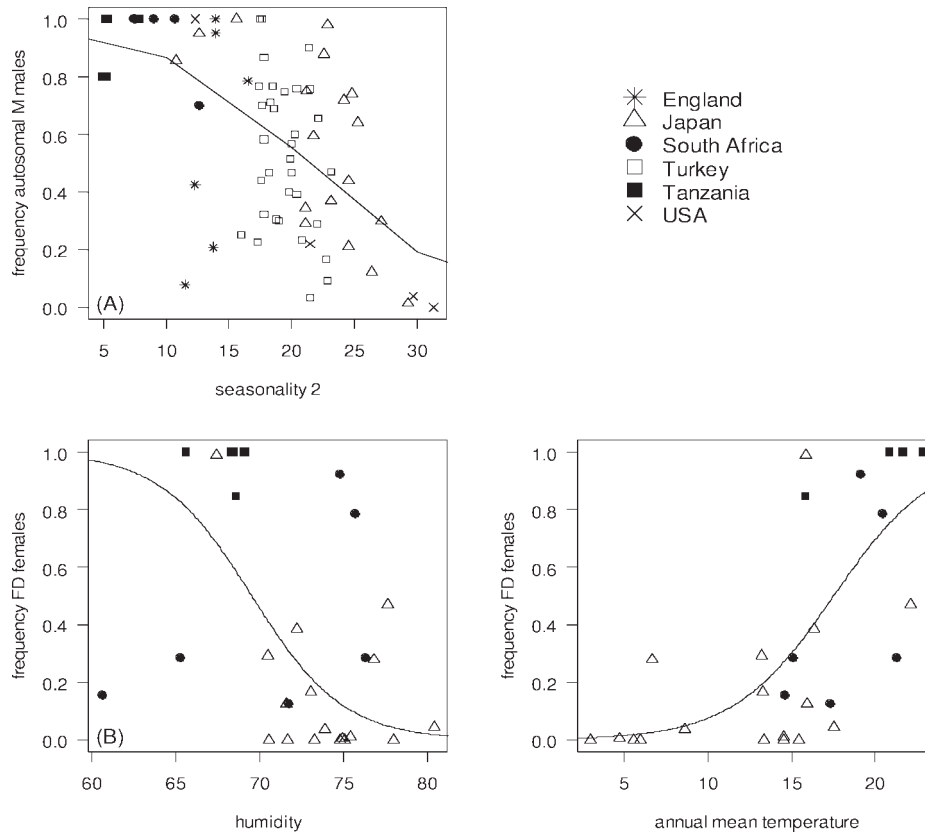 frequency autosomal M males
1.0
0.8
0.6
0.4
0.2
0.0
(A)
5 10 15 20 25 30
seasonality 2
England
Japan
South Africa
Turkey
Tanzania
USA
frequency FD females
1.0
0.8
0.6
0.4
0.2
0.0
(B)
60 65 70 75 80
humidity
frequency FD females
1.0
0.8
0.6
0.4
0.2
0.0
5 10 15 20
annual mean temperature